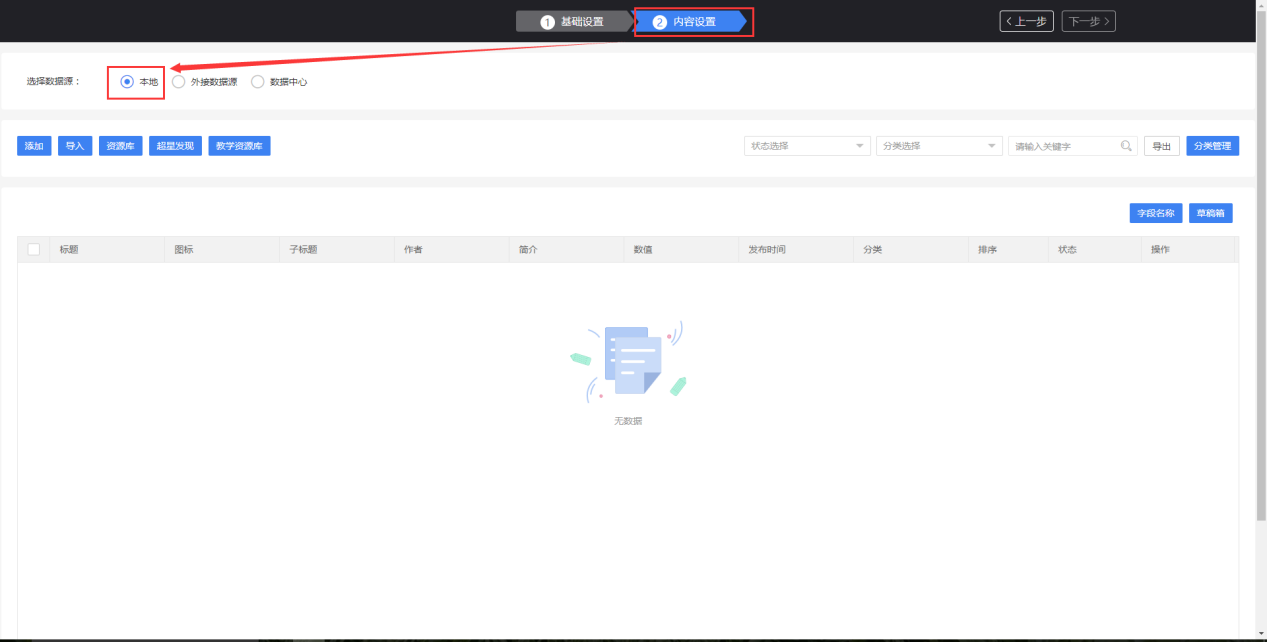 1 基础设置 2 内容设置 上一步 下一步
选择数据源： 本地 外接数据源 数据中心
添加 导入 资源库 超星发现 教学资源库 状态选择 分类选择 请输入关键字 导出 分类管理
字段名称 草稿箱
标题 图标 子标题 作者 简介 数值 发布时间 分类 排序 状态 操作
无数据